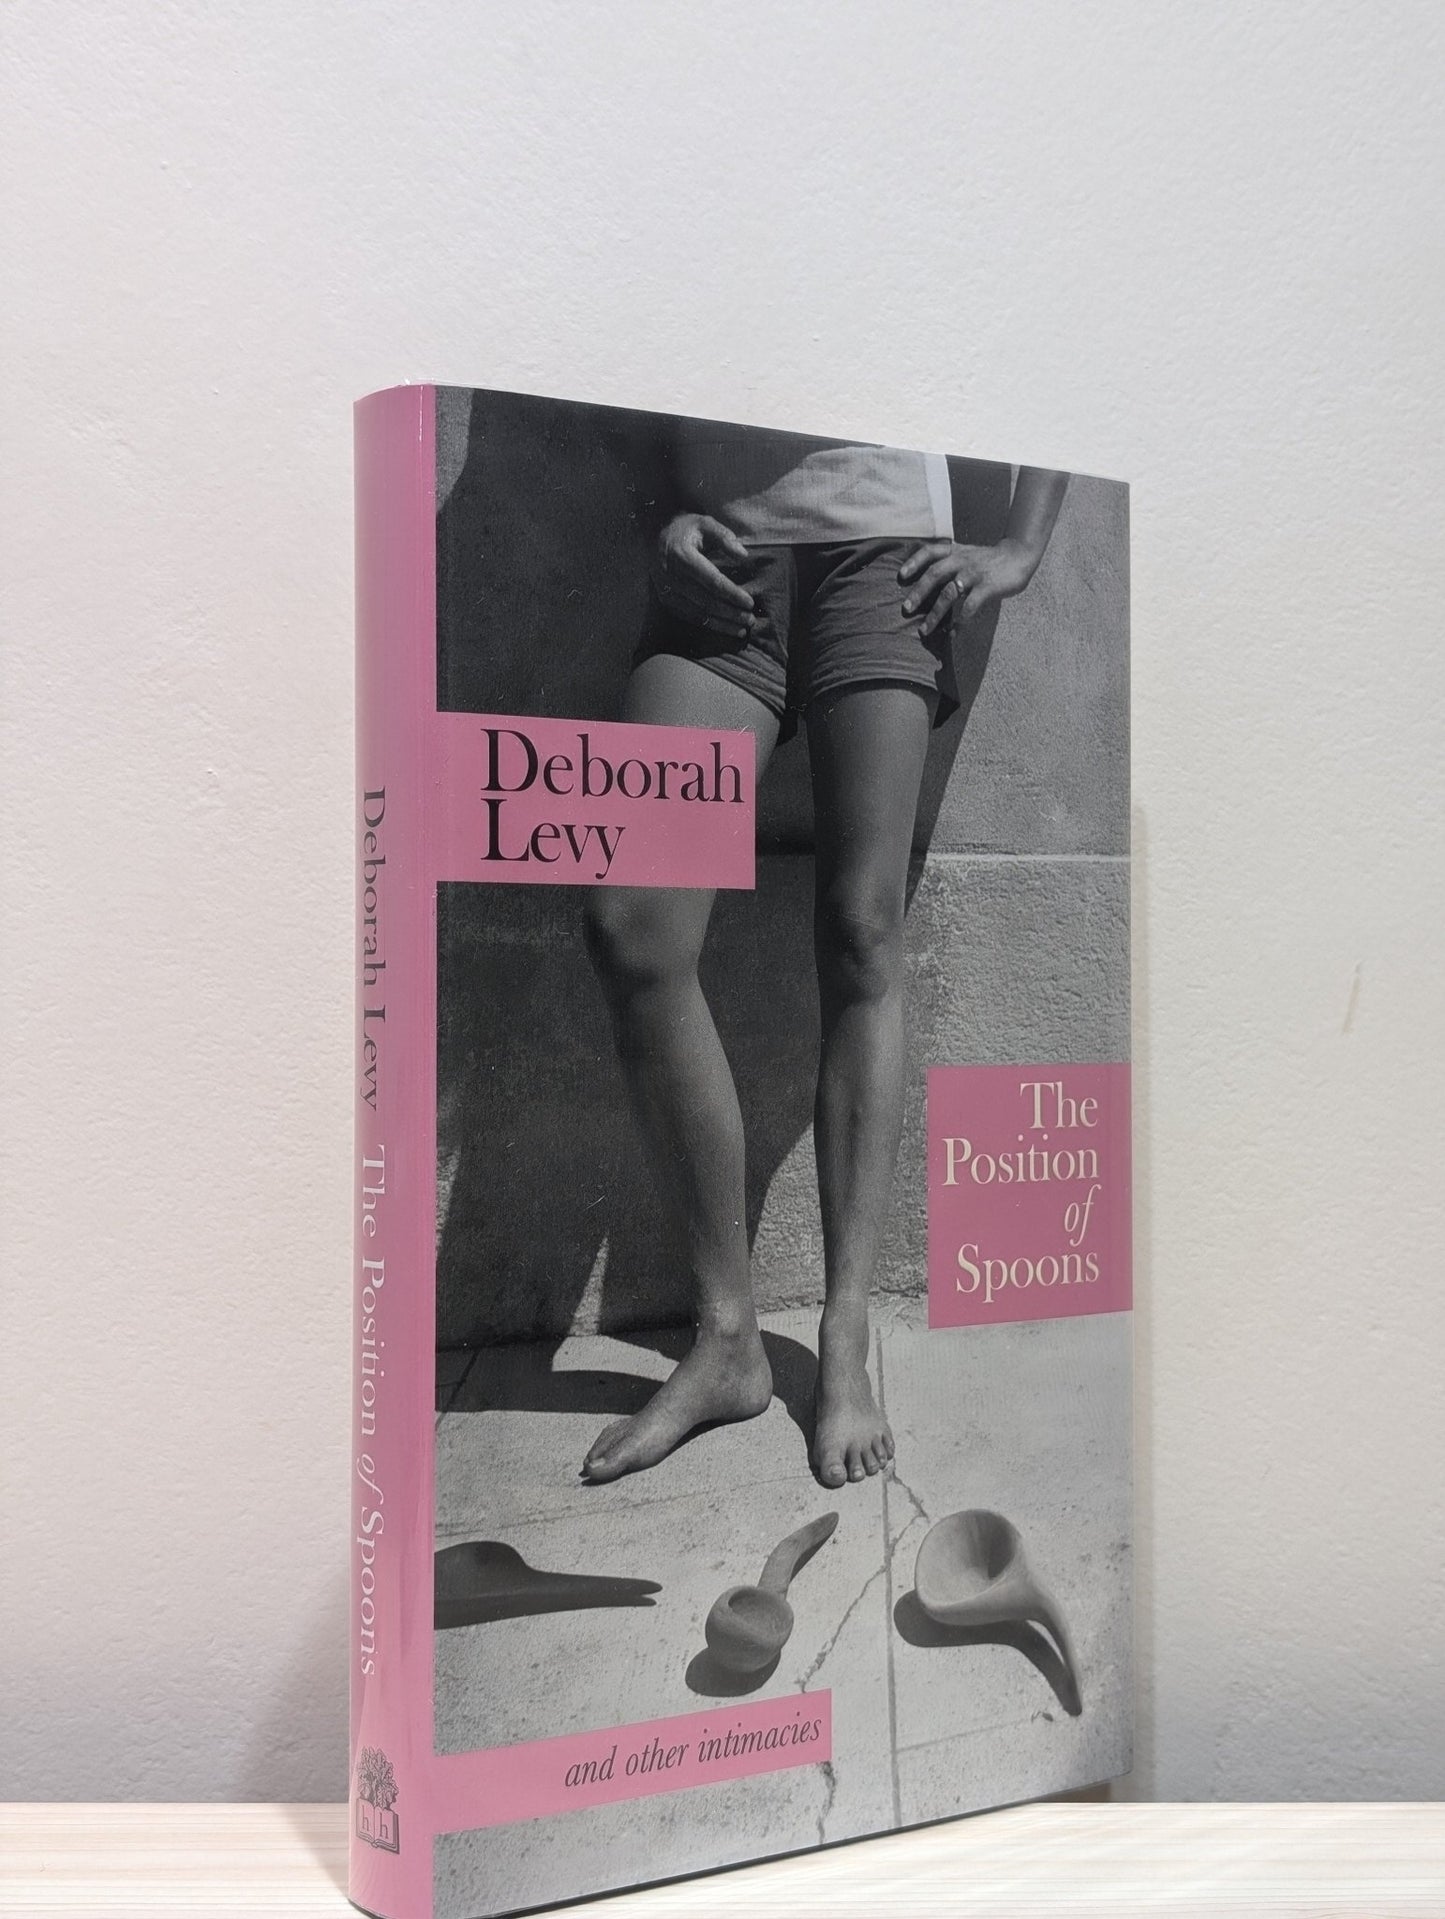 Deborah
Levy
The
Position
of
Spoons
and other intimacies
Deborah Levy The Position of Spoons
h h